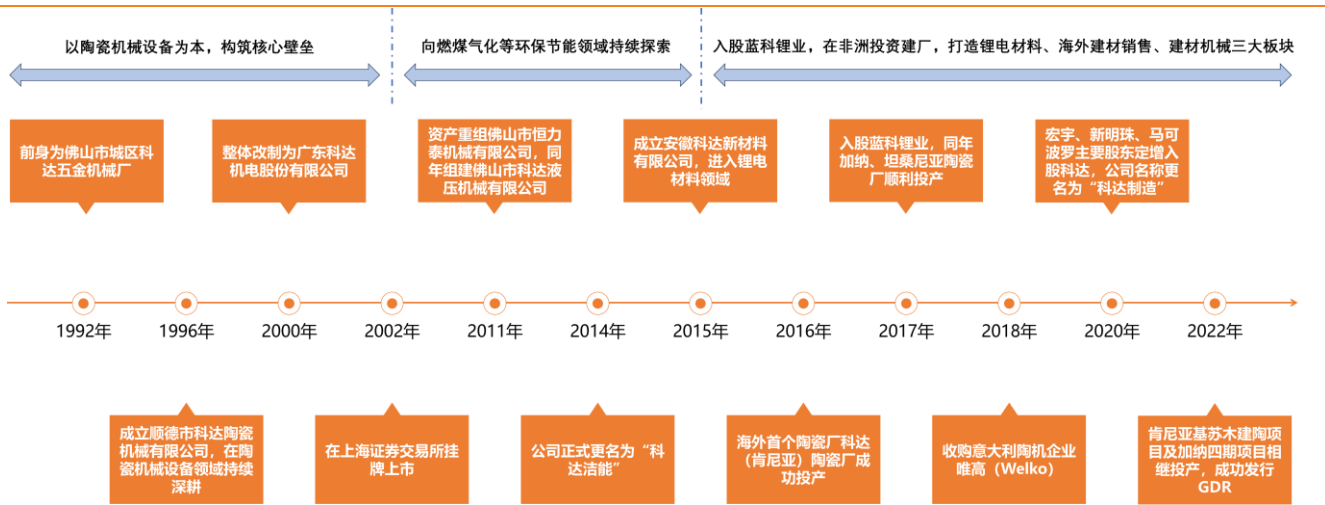 以陶瓷机械设备为本，构筑核心壁垒
向燃煤气化等环保节能领域持续探索
入股蓝科锂业，在非洲投资建厂，打造锂电材料、海外建材销售、建材机械三大板块
前身为佛山市城区科
达五金机械厂
整体改制为广东科达
机电股份有限公司
资产重组佛山市恒力
泰机械有限公司，同
年组建佛山市科达液
压机械有限公司
成立安徽科达新材料
有限公司，进入锂电
材料领域
入股蓝科锂业，同年
加纳、坦桑尼亚陶瓷
厂顺利投产
宏宇、新明珠、马可
波罗主要股东定增入
股科达，公司名称更
名为“科达制造”
1992年
1996年
2000年
2002年
2011年
2014年
2015年
2016年
2017年
2018年
2020年
2022年
成立顺德市科达陶瓷
机械有限公司，在陶
瓷机械设备领域持续
深耕
在上海证券交易所挂
牌上市
公司正式更名为“科
达洁能”
海外首个陶瓷厂科达
（肯尼亚）陶瓷厂成
功投产
收购意大利陶机企业
唯高（Welko）
肯尼亚基苏木建陶项
目及加纳四期项目相
继投产，成功发行
GDR